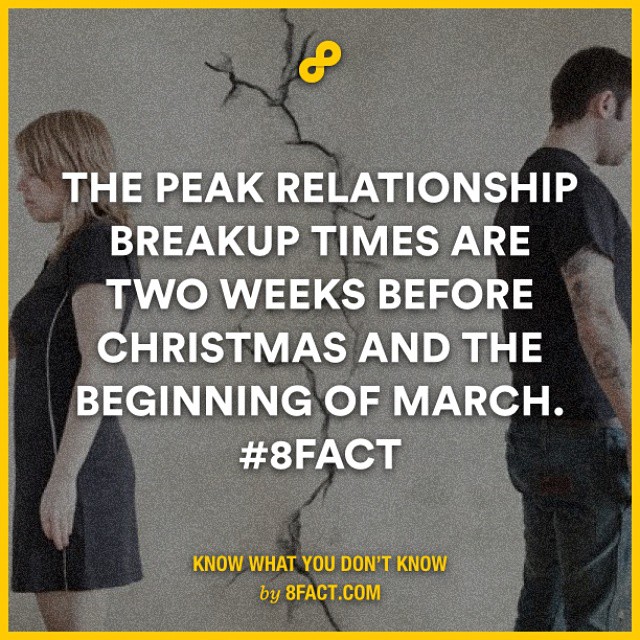 THE PEAK RELATIONSHIP
BREAKUP TIMES ARE
TWO WEEKS BEFORE
CHRISTMAS AND THE
BEGINNING OF MARCH.
#8FACT
KNOW WHAT YOU DON'T KNOW
by 8FACT.COM